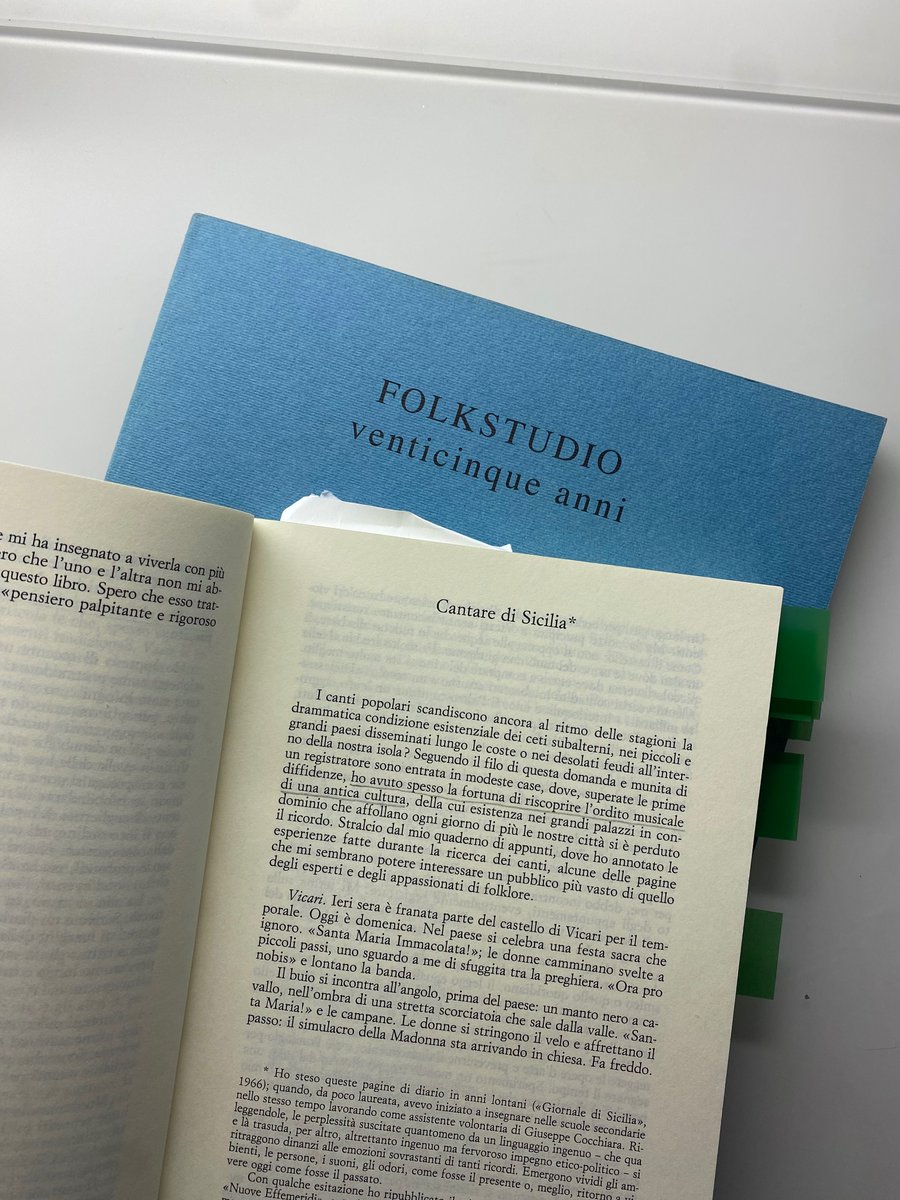 FOLKSTUDIO
venticinque anni
e mi ha insegnato a viverla con più
ero che l'uno e l'altra non mi ab-
questo libro. Spero che esso trat-
«pensiero palpitante e rigoroso
Cantare di Sicilia*
I canti popolari scandiscono ancora al ritmo delle stagioni la
drammatica condizione esistenziale dei ceti subalterni, nei piccoli e
grandi paesi disseminati lungo le coste o nei desolati feudi all'inter-
no della nostra isola? Seguendo il filo di questa domanda e munita di
un registratore sono entrata in modeste case, dove, superate le prime
diffidenze, ho avuto spesso la fortuna di riscoprire l'ordito musicale
di una antica cultura, della cui esistenza nei grandi palazzi in con-
dominio che affollano ogni giorno di più le nostre città si è perduto
il ricordo. Stralcio dal mio quaderno di appunti, dove ho annotato le
esperienze fatte durante la ricerca dei canti, alcune delle pagine
che mi sembrano potere interessare un pubblico più vasto di quello
degli esperti e degli appassionati di folklore.
Vicari. Ieri sera è franata parte del castello di Vicari per il tem-
porale. Oggi è domenica. Nel paese si celebra una festa sacra che
ignoro. «Santa Maria Immacolata!»; le donne camminano svelte a
piccoli passi, uno sguardo a me di sfuggita tra la preghiera. «Ora pro
nobis» e lontano la banda.
Il buio si incontra all'angolo, prima del paese: un manto nero a ca-
vallo, nell'ombra di una stretta scorciatoia che sale dalla valle. «San-
ta Maria!» e le campane. Le donne si stringono il velo e affrettano il
passo: il simulacro della Madonna sta arrivando in chiesa. Fa freddo.
* Ho steso queste pagine di diario in anni lontani («Giornale di Sicilia»,
1966); quando, da poco laureata, avevo iniziato a insegnare nelle scuole secondarie
nello stesso tempo lavorando come assistente volontaria di Giuseppe Cocchiara. Ri-
leggendole, le perplessità suscitate quantomeno da un linguaggio ingenuo – che qua
e là trasuda, per altro, altrettanto ingenuo ma fervoroso impegno etico-politico – si
ritraggono dinanzi alle emozioni sovrastanti di tanti ricordi. Emergono vividi gli am-
bienti, le persone, i suoni, gli odori, come fosse il presente o, meglio, ritorno a vi-
vere oggi come fosse il passato.
Con qualche esitazione ho ripubblicato il
«Nuove Effemeridi»